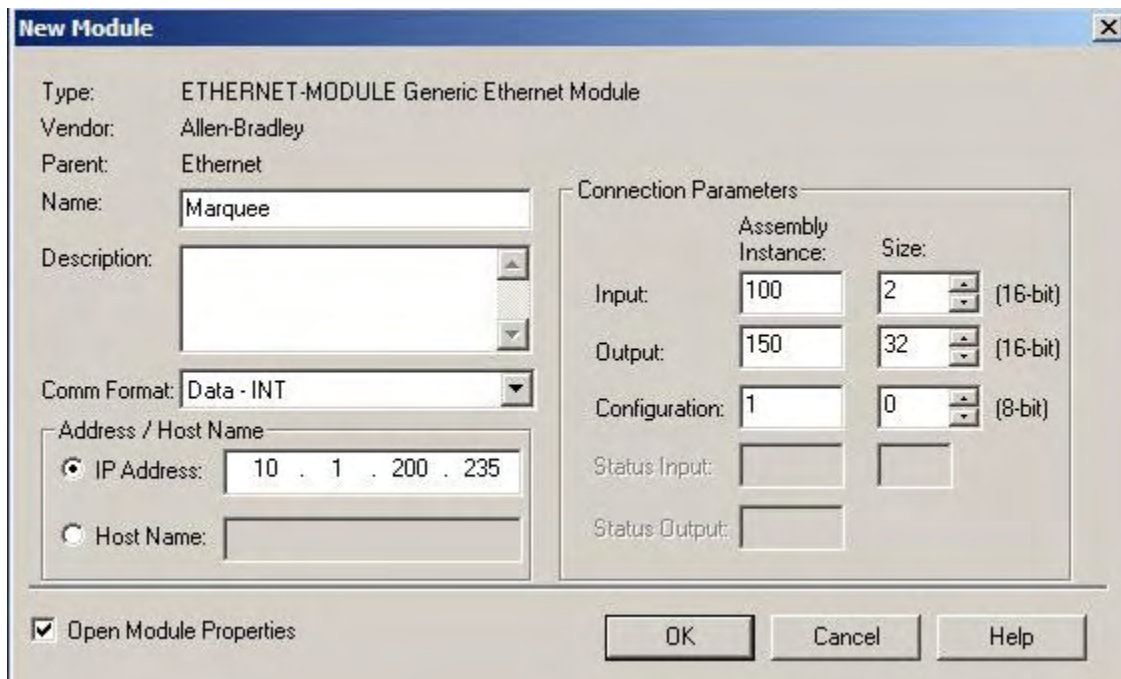 New Module
Type: ETHERNET-MODULE Generic Ethernet Module
Vendor: Allen-Bradley
Parent: Ethernet
Name: Marquee
Description:
Comm Format: Data - INT
Address / Host Name
IP Address: 10 . 1 . 200 . 235
Host Name:
Connection Parameters
Assembly
Instance: Size:
Input: 100 2 (16-bit)
Output: 150 32 (16-bit)
Configuration: 1 0 (8-bit)
Status Input:
Status Output:
Open Module Properties
OK Cancel Help